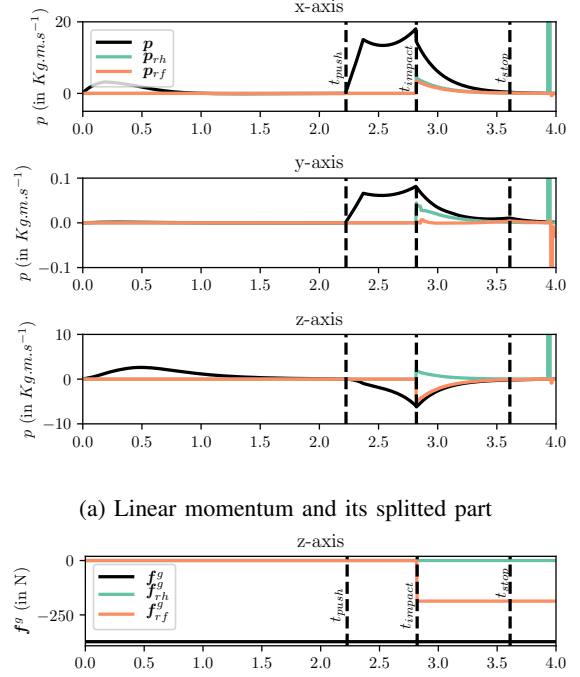 x-axis
p (in Kg.m.s⁻¹)
20
0
p
p_rh
p_rf
t_push
t_impact
t_stop
0.0 0.5 1.0 1.5 2.0 2.5 3.0 3.5 4.0
y-axis
p (in Kg.m.s⁻¹)
0.1
0.0
−0.1
0.0 0.5 1.0 1.5 2.0 2.5 3.0 3.5 4.0
z-axis
p (in Kg.m.s⁻¹)
10
0
−10
0.0 0.5 1.0 1.5 2.0 2.5 3.0 3.5 4.0
(a) Linear momentum and its splitted part
z-axis
f^g (in N)
0
−250
f^g
f^g_rh
f^g_rf
t_push
t_impact
t_stop
0.0 0.5 1.0 1.5 2.0 2.5 3.0 3.5 4.0